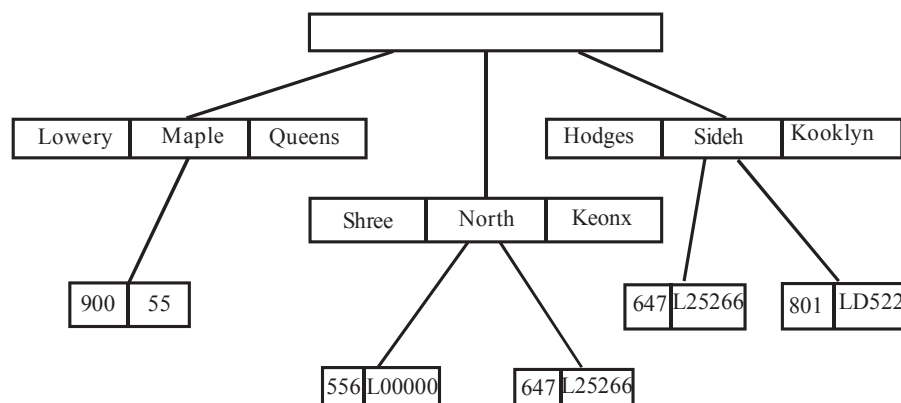 Lowery Maple Queens
Hodges Sideh Kooklyn
Shree North Keonx
900 55
647 L25266
801 LD522
556 L00000
647 L25266